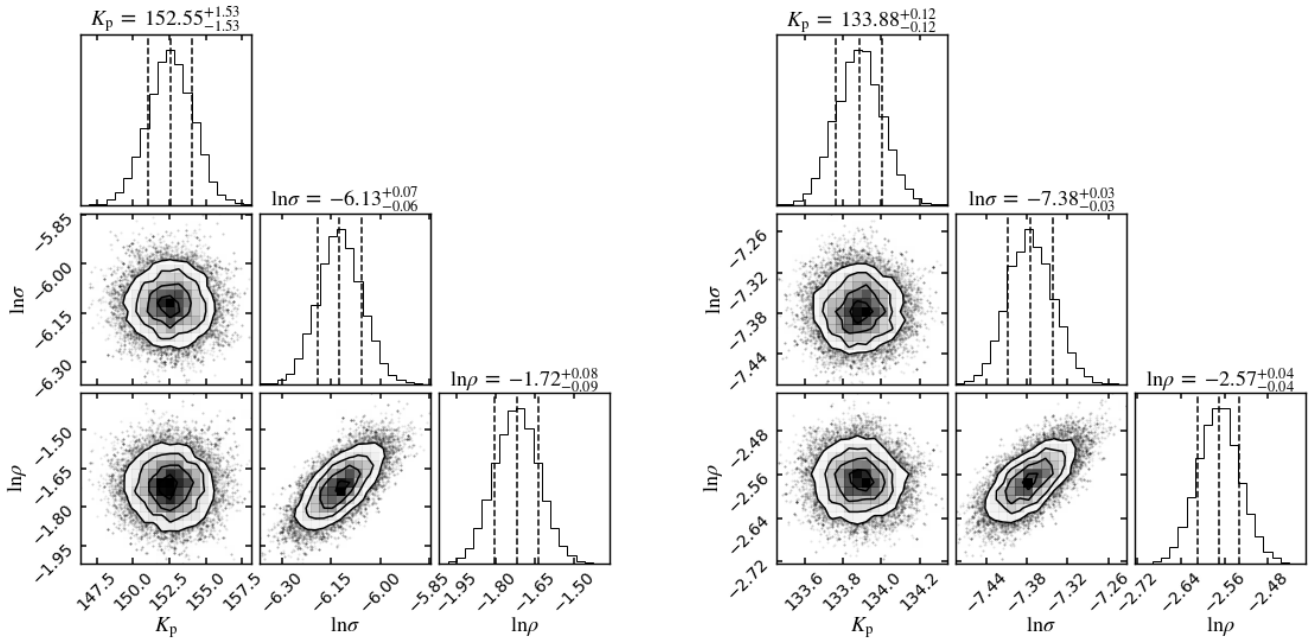 K_p = 152.55^{+1.53}_{-1.53}
lnσ = −6.13^{+0.07}_{-0.06}
lnρ = −1.72^{+0.08}_{-0.09}
lnσ
−5.85
−6.00
−6.15
−6.30
lnρ
−1.50
−1.65
−1.80
−1.95
147.5
150.0
152.5
155.0
157.5
K_p
−6.30
−6.15
−6.00
−5.85
lnσ
−1.95
−1.80
−1.65
−1.50
lnρ
K_p = 133.88^{+0.12}_{-0.12}
lnσ = −7.38^{+0.03}_{-0.03}
lnρ = −2.57^{+0.04}_{-0.04}
lnσ
−7.26
−7.32
−7.38
−7.44
lnρ
−2.48
−2.56
−2.64
−2.72
133.6
133.8
134.0
134.2
K_p
−7.44
−7.38
−7.32
−7.26
lnσ
−2.72
−2.64
−2.56
−2.48
lnρ